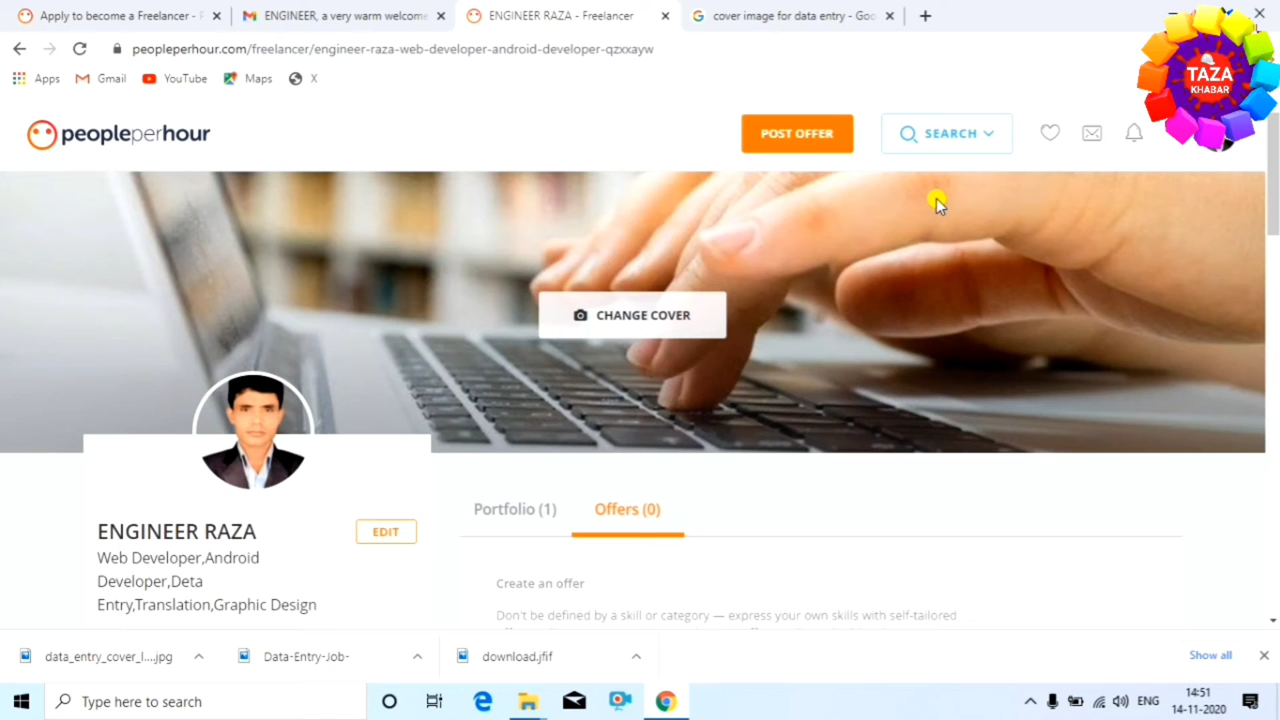 Apply to become a Freelancer - P
ENGINEER, a very warm welcome
ENGINEER RAZA - Freelancer
cover image for data entry - Goo
peopleperhour.com/freelancer/engineer-raza-web-developer-android-developer-qzxxayw
Apps
Gmail
YouTube
Maps
X
TAZA
KHABAR
peopleperhour
POST OFFER
SEARCH
CHANGE COVER
Portfolio (1)
Offers (0)
ENGINEER RAZA
EDIT
Web Developer,Android
Developer,Deta
Entry,Translation,Graphic Design
Create an offer
Don't be defined by a skill or category — express your own skills with self-tailored
data_entry_cover_l....jpg
Data-Entry-Job-
download.jfif
Show all
Type here to search
ENG
14:51
14-11-2020